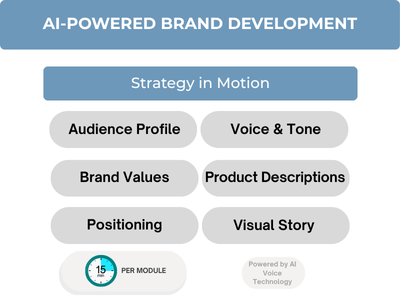 AI-POWERED BRAND DEVELOPMENT
Strategy in Motion
Audience Profile
Voice & Tone
Brand Values
Product Descriptions
Positioning
Visual Story
15
MIN
PER MODULE
Powered by AI
Voice
Technology